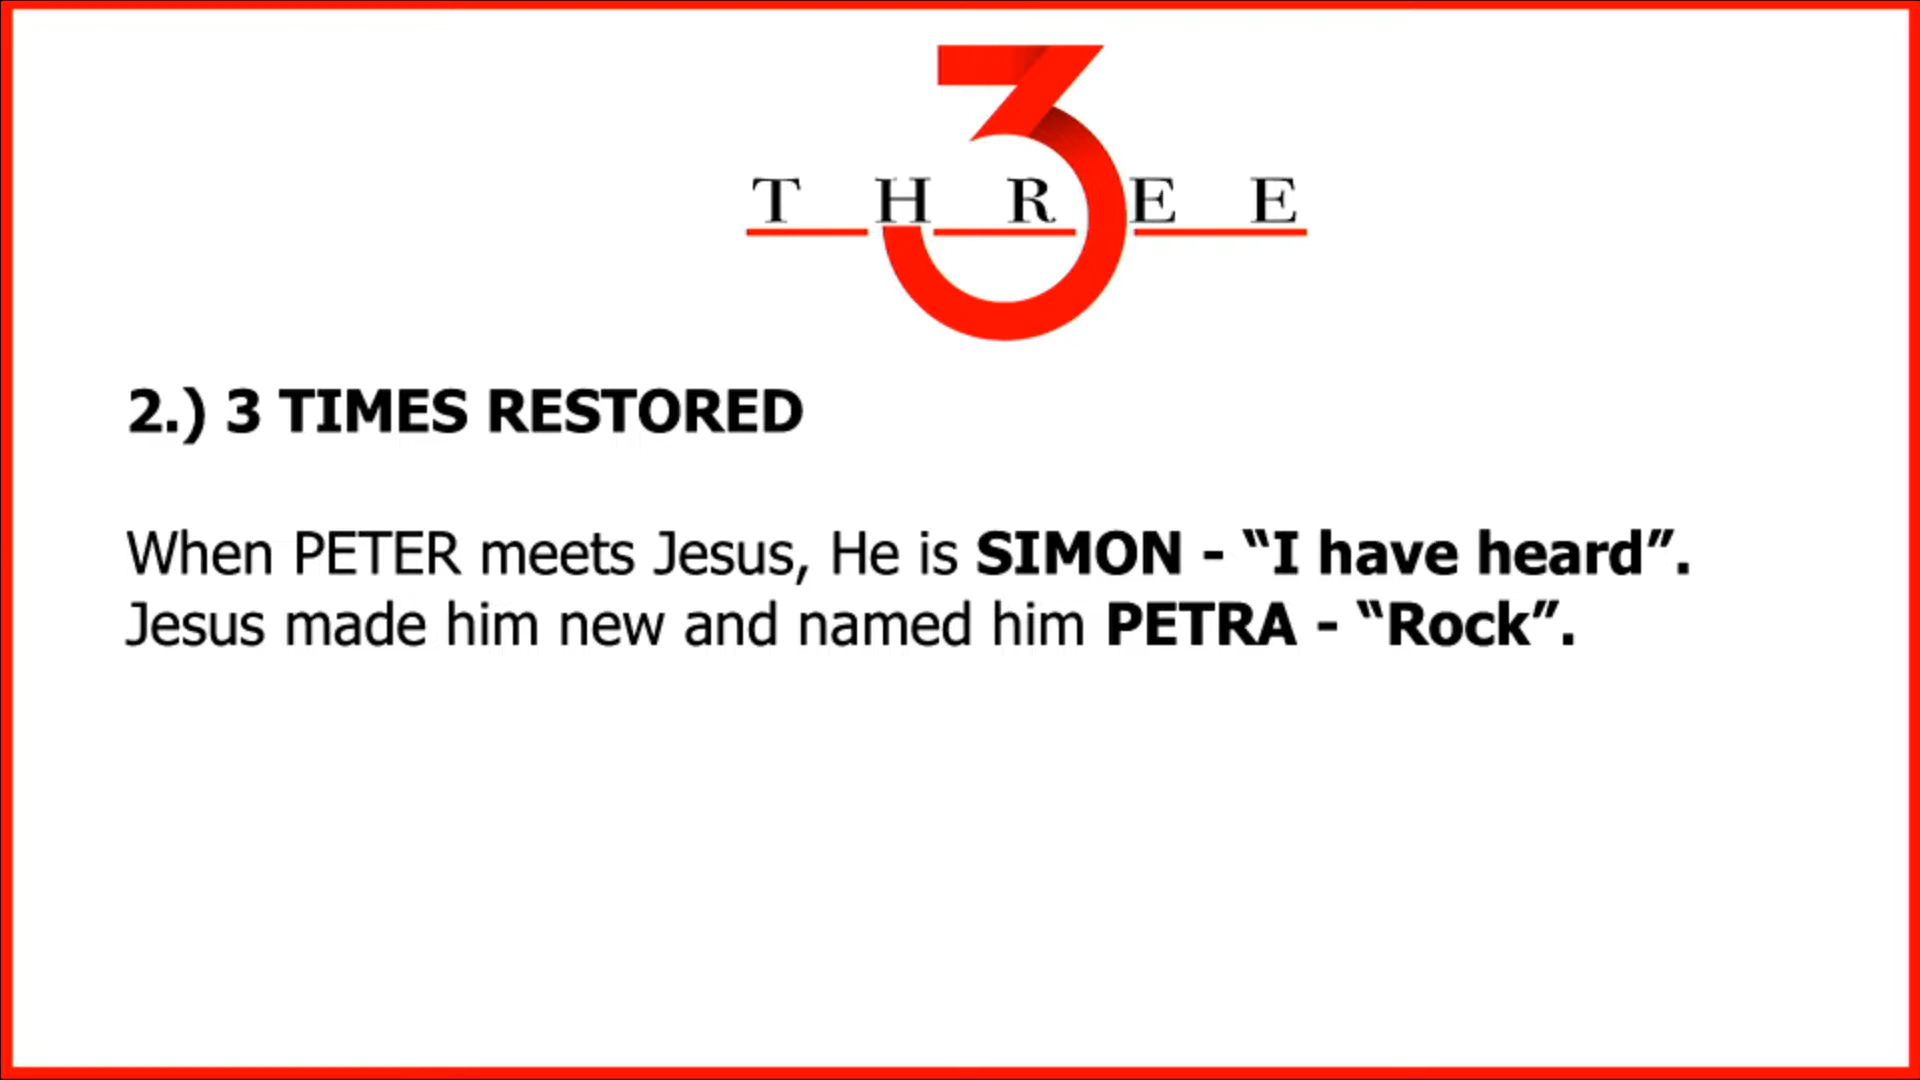 3
T H R E E
2.) 3 TIMES RESTORED
When PETER meets Jesus, He is SIMON - “I have heard”.
Jesus made him new and named him PETRA - “Rock”.